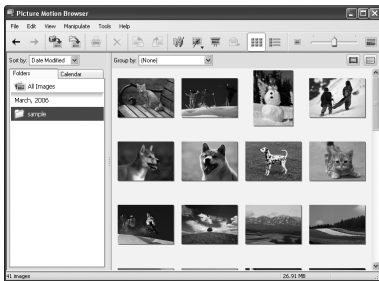 Picture Motion Browser
File Edit View Manipulate Tools Help
Sort by: Date Modified
Group by: (None)
Folders Calendar
All Images
March, 2006
sample
41 images 26.91 MB